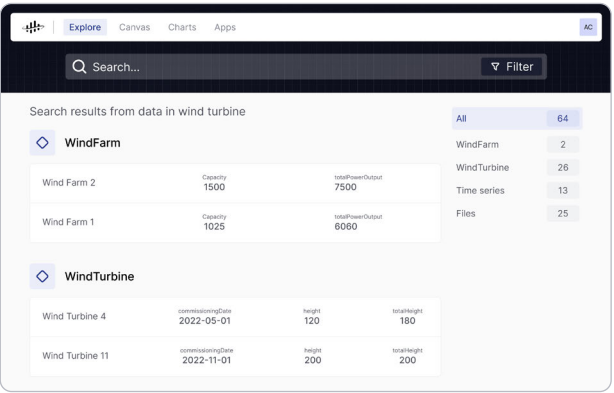 Explore Canvas Charts Apps AC
Search... Filter
Search results from data in wind turbine
All 64
WindFarm 2
WindTurbine 26
Time series 13
Files 25
WindFarm
Capacity totalPowerOutput
Wind Farm 2 1500 7500
Capacity totalPowerOutput
Wind Farm 1 1025 6060
WindTurbine
commissioningDate height totalHeight
Wind Turbine 4 2022-05-01 120 180
commissioningDate height totalHeight
Wind Turbine 11 2022-11-01 200 200